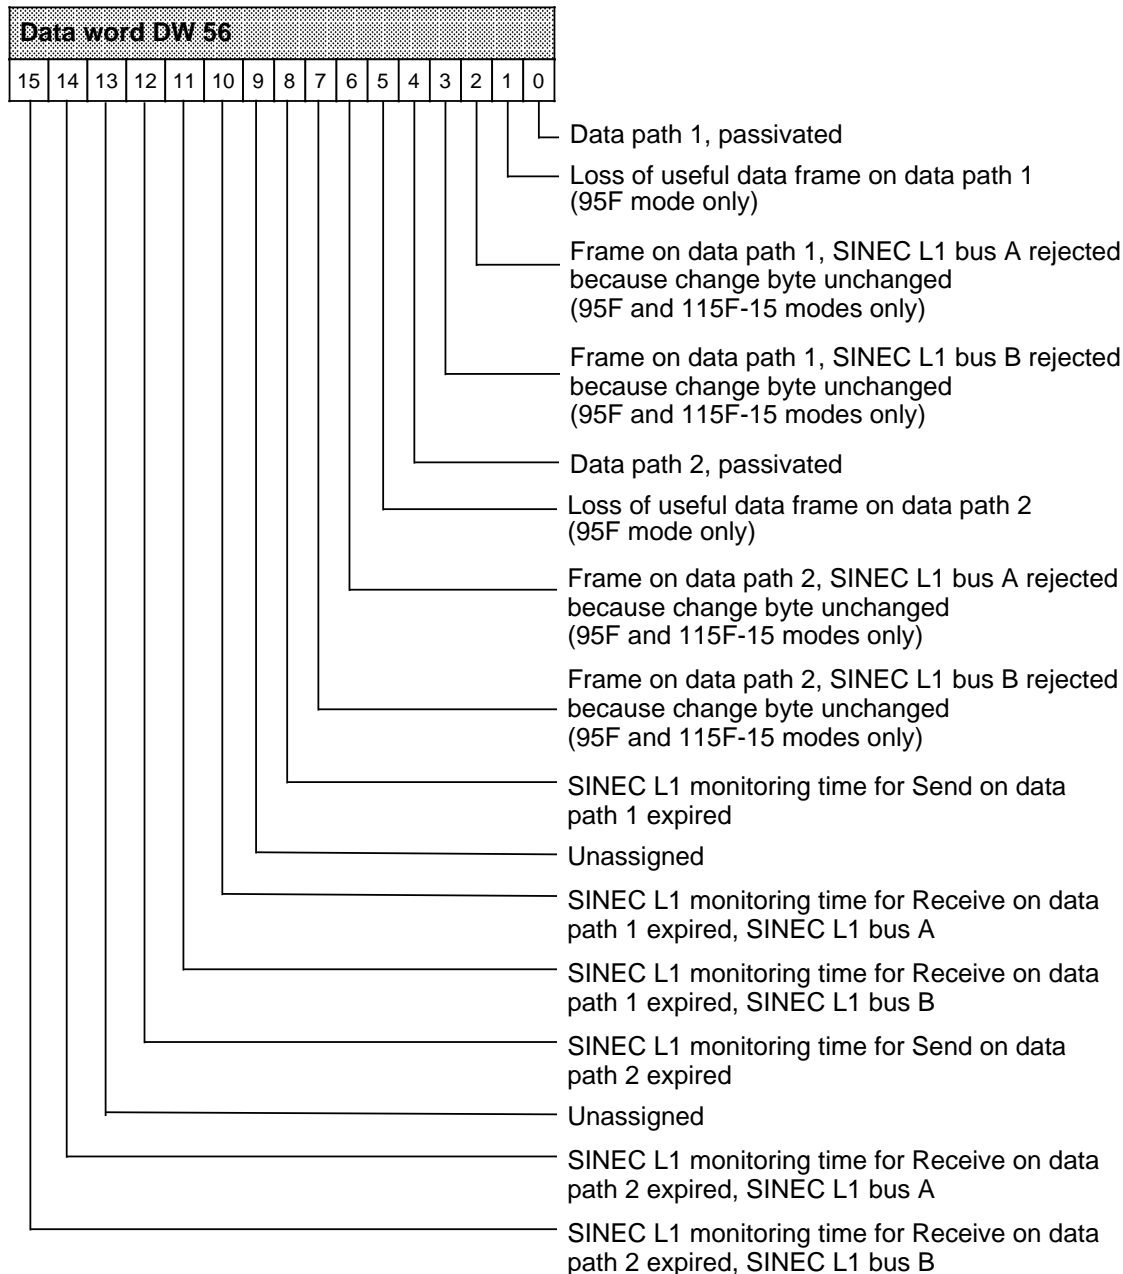 Data word DW 56
15 14 13 12 11 10 9 8 7 6 5 4 3 2 1 0
Data path 1, passivated
Loss of useful data frame on data path 1
(95F mode only)
Frame on data path 1, SINEC L1 bus A rejected
because change byte unchanged
(95F and 115F-15 modes only)
Frame on data path 1, SINEC L1 bus B rejected
because change byte unchanged
(95F and 115F-15 modes only)
Data path 2, passivated
Loss of useful data frame on data path 2
(95F mode only)
Frame on data path 2, SINEC L1 bus A rejected
because change byte unchanged
(95F and 115F-15 modes only)
Frame on data path 2, SINEC L1 bus B rejected
because change byte unchanged
(95F and 115F-15 modes only)
SINEC L1 monitoring time for Send on data
path 1 expired
Unassigned
SINEC L1 monitoring time for Receive on data
path 1 expired, SINEC L1 bus A
SINEC L1 monitoring time for Receive on data
path 1 expired, SINEC L1 bus B
SINEC L1 monitoring time for Send on data
path 2 expired
Unassigned
SINEC L1 monitoring time for Receive on data
path 2 expired, SINEC L1 bus A
SINEC L1 monitoring time for Receive on data
path 2 expired, SINEC L1 bus B